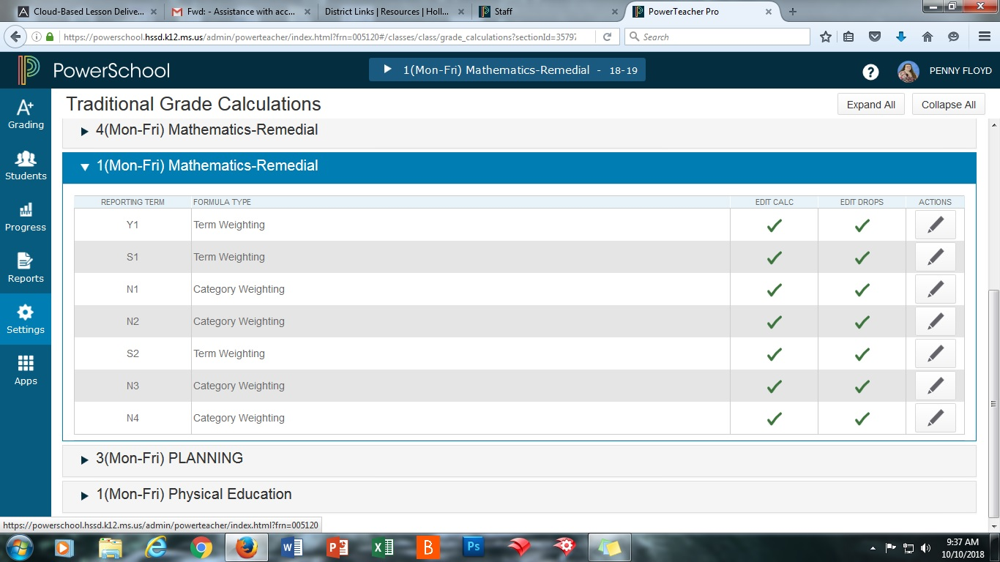 Cloud-Based Lesson Delive...
Fwd: - Assistance with acc...
District Links | Resources | Holl...
Staff
PowerTeacher Pro
https://powerschool.hssd.k12.ms.us/admin/powerteacher/index.html?frn=005120#/classes/class/grade_calculations?sectionId=35797
Search
PowerSchool
1(Mon-Fri) Mathematics-Remedial - 18-19
?
PENNY FLOYD
A+
Grading
Students
Progress
Reports
Settings
Apps
Traditional Grade Calculations
Expand All
Collapse All
4(Mon-Fri) Mathematics-Remedial
1(Mon-Fri) Mathematics-Remedial
REPORTING TERM FORMULA TYPE EDIT CALC EDIT DROPS ACTIONS
Y1 Term Weighting
S1 Term Weighting
N1 Category Weighting
N2 Category Weighting
S2 Term Weighting
N3 Category Weighting
N4 Category Weighting
3(Mon-Fri) PLANNING
1(Mon-Fri) Physical Education
https://powerschool.hssd.k12.ms.us/admin/powerteacher/index.html?frn=005120
9:37 AM
10/10/2018